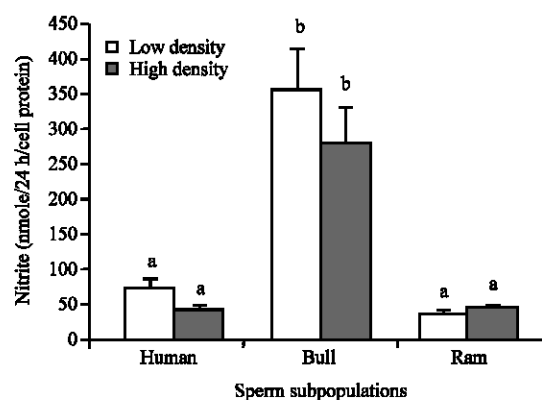 450
400
350
300
250
200
150
100
50
0
Nitrite (nmole/24 h/cell protein)
Low density
High density
a
a
b
b
a
a
Human
Bull
Ram
Sperm subpopulations